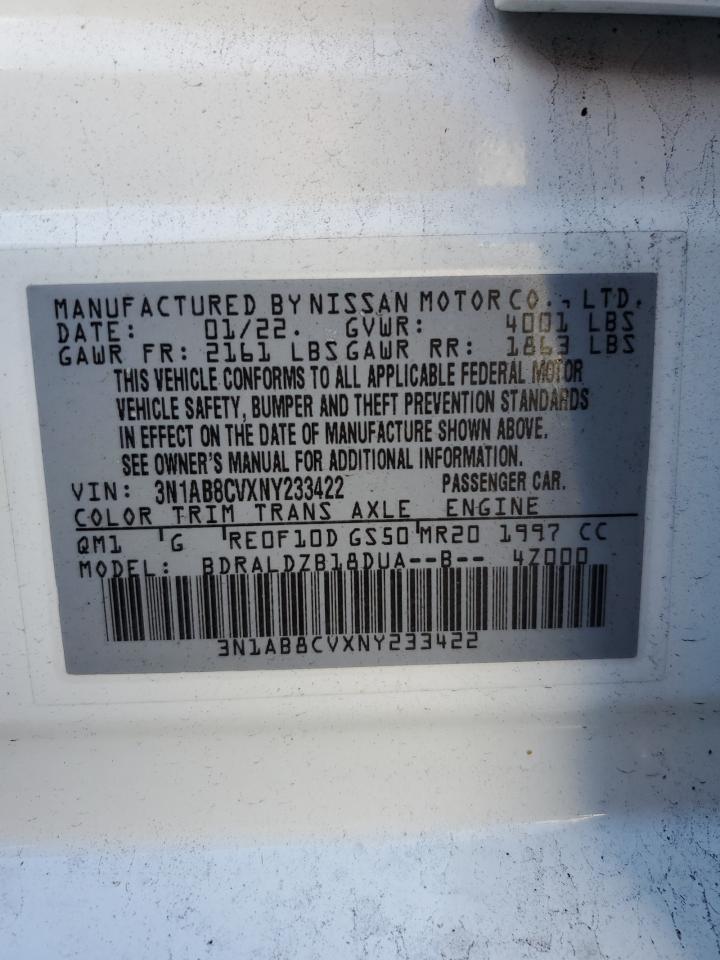 MANUFACTURED BY NISSAN MOTOR CO., LTD.
DATE: 01/22. GVWR: 4001 LBS
GAWR FR: 2161 LBS GAWR RR: 1863 LBS
THIS VEHICLE CONFORMS TO ALL APPLICABLE FEDERAL MOTOR
VEHICLE SAFETY, BUMPER AND THEFT PREVENTION STANDARDS
IN EFFECT ON THE DATE OF MANUFACTURE SHOWN ABOVE.
SEE OWNER'S MANUAL FOR ADDITIONAL INFORMATION.
VIN: 3N1AB8CVXNY233422 PASSENGER CAR.
COLOR TRIM TRANS AXLE ENGINE
QM1 G RE0F10D GS50 MR20 1997 CC
MODEL: BDRALDZB18DUA--B-- 4Z000
3N1AB8CVXNY233422